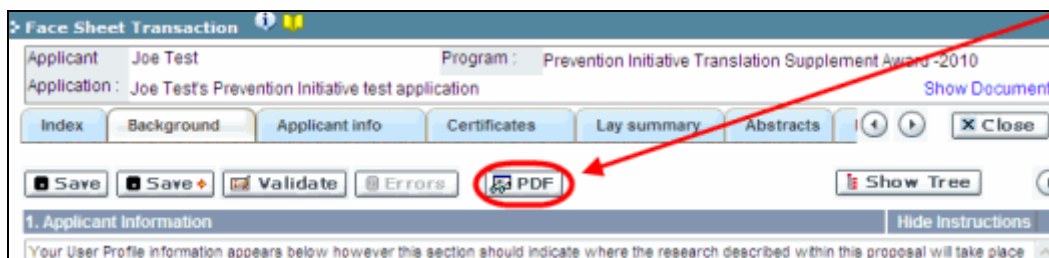 Face Sheet Transaction
Applicant Joe Test Program : Prevention Initiative Translation Supplement Award -2010
Application : Joe Test's Prevention Initiative test application Show Document
Index Background Applicant info Certificates Lay summary Abstracts X Close
Save Save Validate Errors PDF Show Tree
1. Applicant Information Hide Instructions
Your User Profile information appears below however this section should indicate where the research described within this proposal will take place